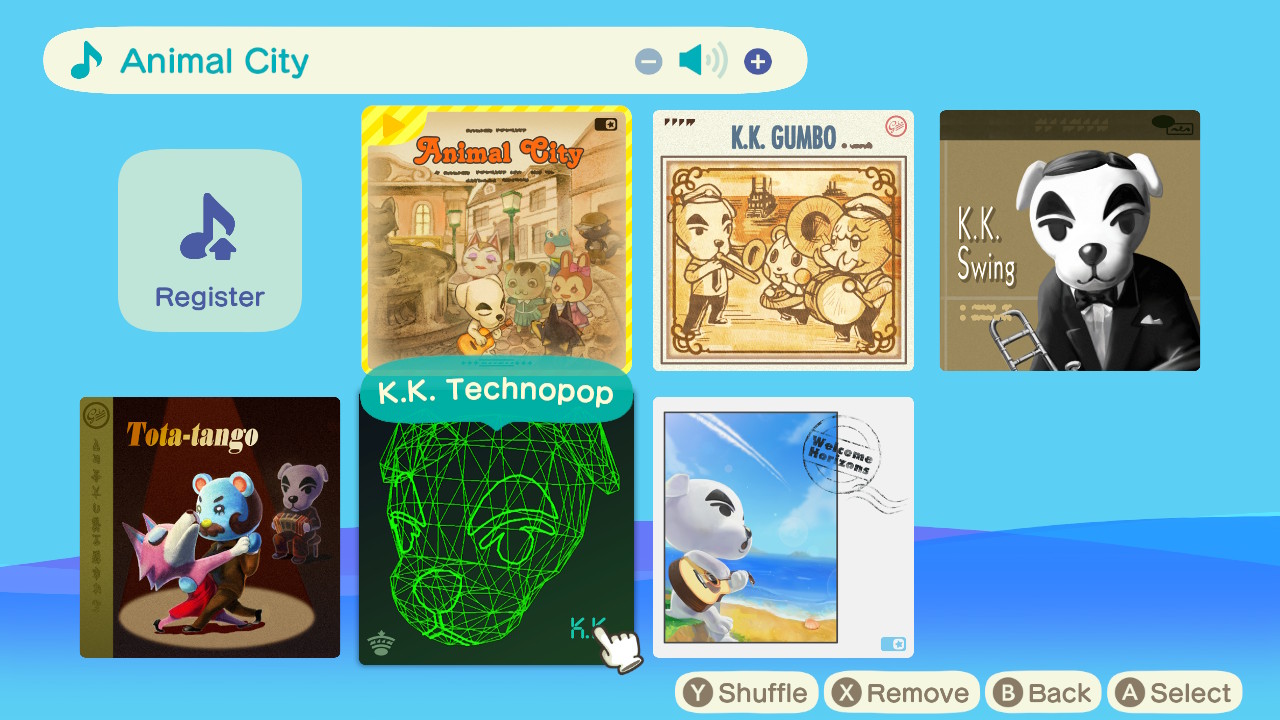 Animal City
Register
Animal City
K.K. GUMBO
K.K.
Swing
Tota-tango
K.K. Technopop
K.K
Welcome
Horizons
Y Shuffle
X Remove
B Back
A Select